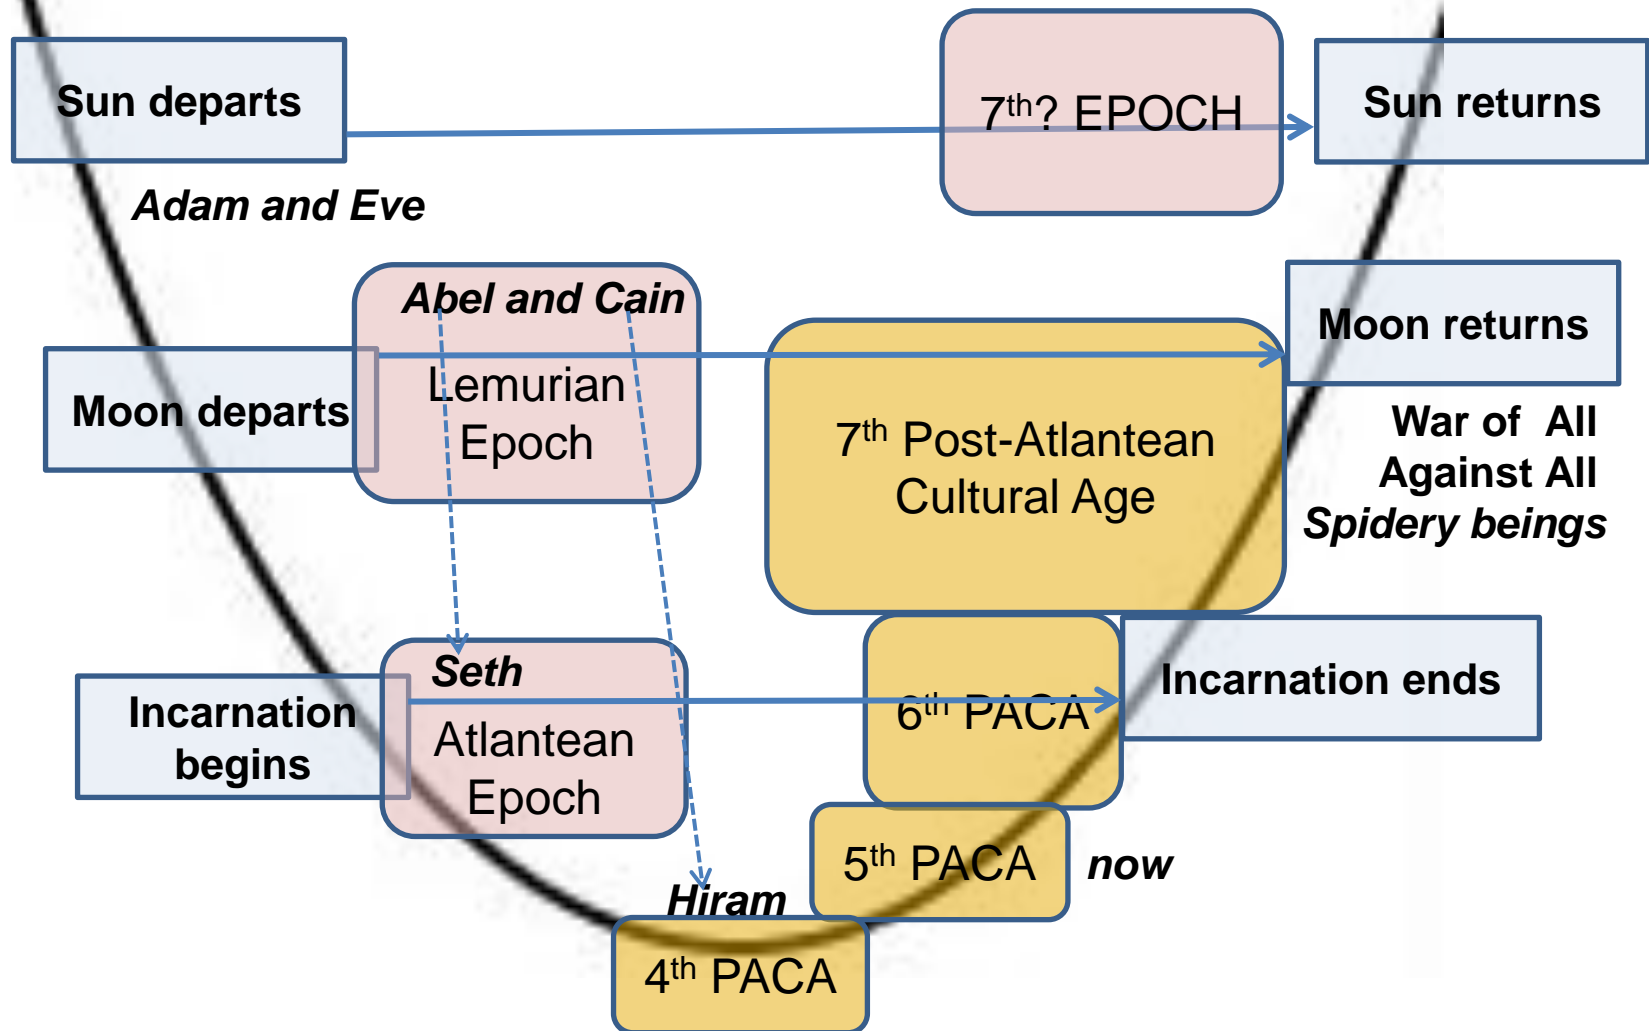 Sun departs
7th? EPOCH
Sun returns
Adam and Eve
Abel and Cain
Lemurian
Epoch
Moon departs
Moon returns
7th Post-Atlantean
Cultural Age
War of All
Against All
Spidery beings
Seth
Atlantean
Epoch
Incarnation
begins
6th PACA
Incarnation ends
5th PACA
now
Hiram
4th PACA